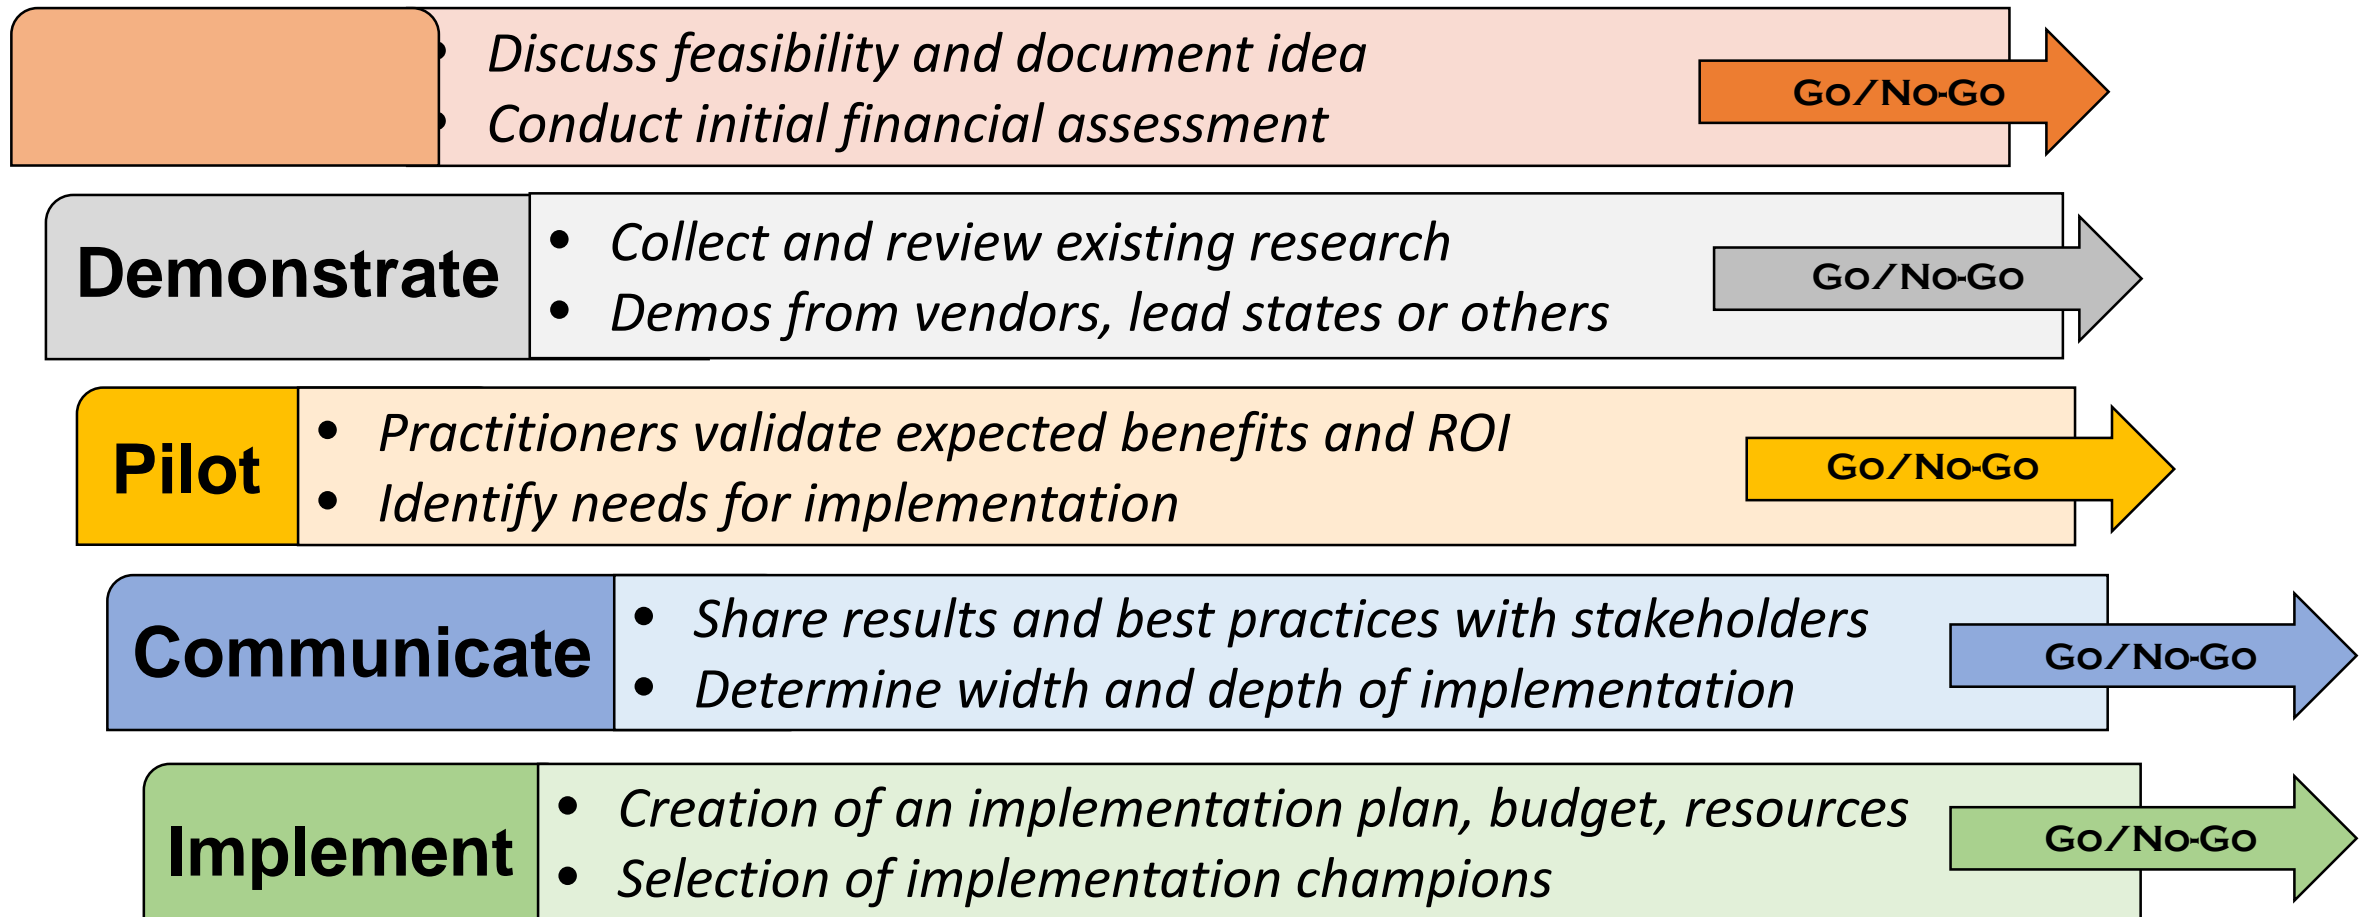 • Discuss feasibility and document idea
• Conduct initial financial assessment
Go/No-Go
Demonstrate
• Collect and review existing research
• Demos from vendors, lead states or others
Go/No-Go
Pilot
• Practitioners validate expected benefits and ROI
• Identify needs for implementation
Go/No-Go
Communicate
• Share results and best practices with stakeholders
• Determine width and depth of implementation
Go/No-Go
Implement
• Creation of an implementation plan, budget, resources
• Selection of implementation champions
Go/No-Go